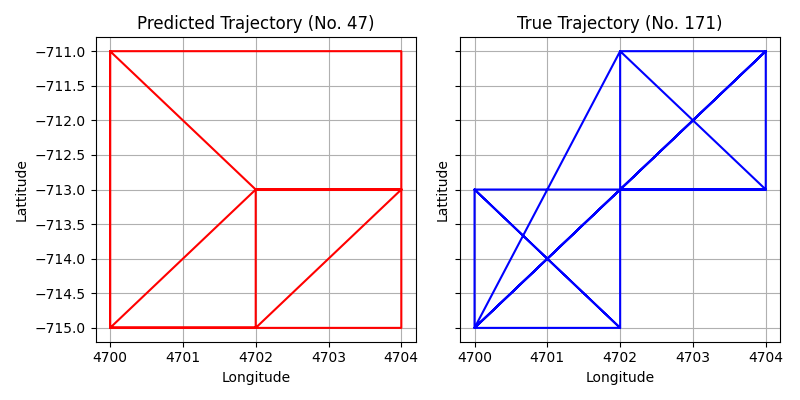 Predicted Trajectory (No. 47)
True Trajectory (No. 171)
−711.0
−711.5
−712.0
−712.5
−713.0
−713.5
−714.0
−714.5
−715.0
Lattitude
Lattitude
4700 4701 4702 4703 4704
4700 4701 4702 4703 4704
Longitude
Longitude